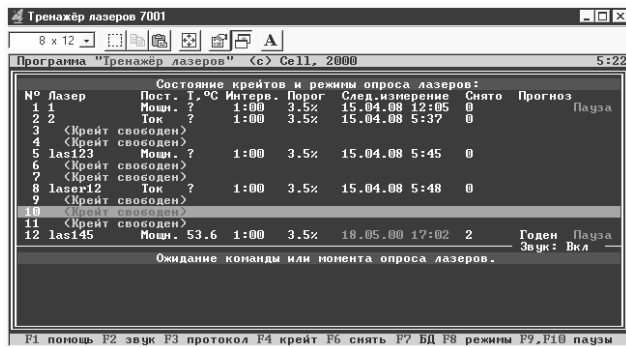 Тренажёр лазеров 7001
8 x 12
A
Программа "Тренажёр лазеров" (c) Cell, 2000 5:22
Состояние крейтов и режимы опроса лазеров:
№ Лазер Пост. T,°C Интерв. Порог След.измерение Снято Прогноз
1 1 Мощн. ? 1:00 3.5% 15.04.08 12:05 0 Пауза
2 2 Ток ? 1:00 3.5% 15.04.08 5:37 0
3 (Крейт свободен)
4 (Крейт свободен)
5 las123 Мощн. ? 1:00 3.5% 15.04.08 5:45 0
6 (Крейт свободен)
7 (Крейт свободен)
8 laser12 Ток ? 1:00 3.5% 15.04.08 5:48 0
9 (Крейт свободен)
10 (Крейт свободен)
11 (Крейт свободен)
12 las145 Мощн. 53.6 1:00 3.5% 18.05.00 17:02 2 Годен Пауза
Звук: Вкл
Ожидание команды или момента опроса лазеров.
F1 помощь F2 звук F3 протокол F4 крейт F6 снять F7 БД F8 режимы F9,F10 паузы